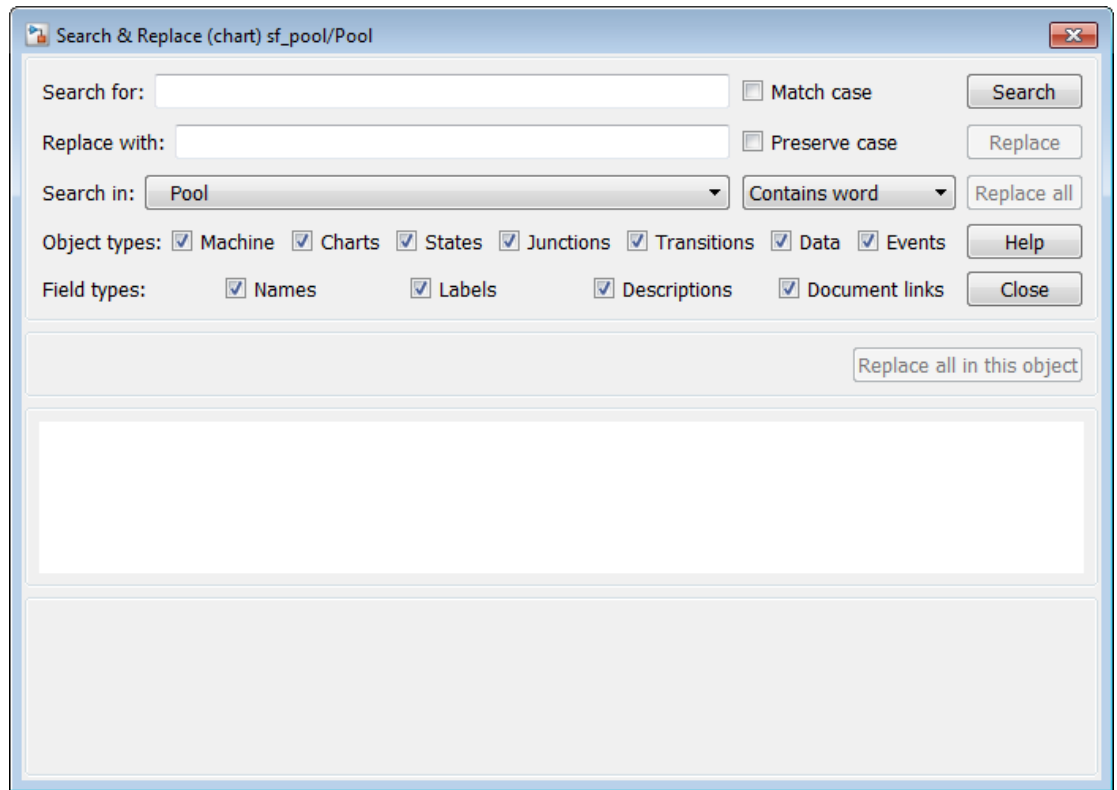 Search & Replace (chart) sf_pool/Pool
Search for: Match case Search
Replace with: Preserve case Replace
Search in: Pool Contains word Replace all
Object types: Machine Charts States Junctions Transitions Data Events Help
Field types: Names Labels Descriptions Document links Close
Replace all in this object